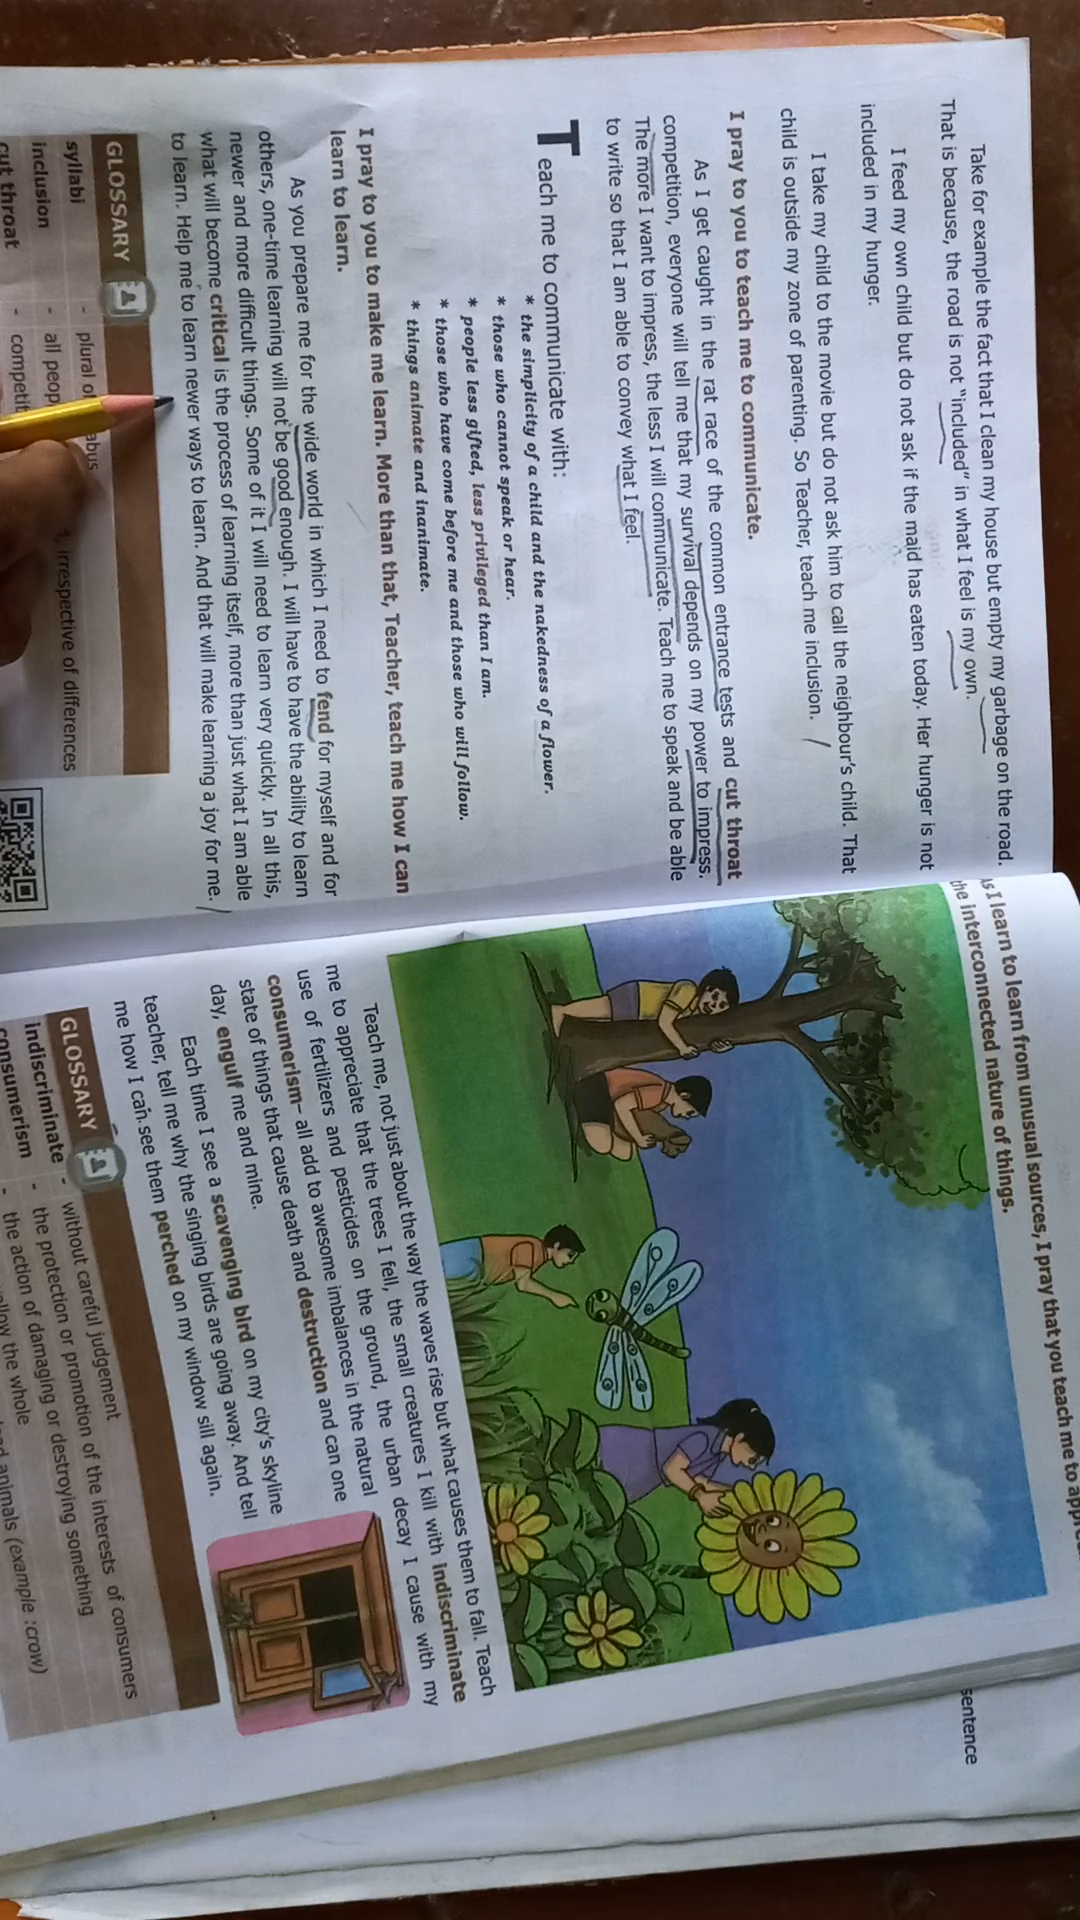 Take for example the fact that I clean my house but empty my garbage on the road.
That is because, the road is not “included” in what I feel is my own.
I feed my own child but do not ask if the maid has eaten today. Her hunger is not
included in my hunger.
I take my child to the movie but do not ask him to call the neighbour’s child. That
child is outside my zone of parenting. So Teacher, teach me inclusion.
I pray to you to teach me to communicate.
As I get caught in the rat race of the common entrance tests and cut throat
competition, everyone will tell me that my survival depends on my power to impress.
The more I want to impress, the less I will communicate. Teach me to speak and be able
to write so that I am able to convey what I feel.
Teach me to communicate with:
* the simplicity of a child and the nakedness of a flower.
* those who cannot speak or hear.
* people less gifted, less privileged than I am.
* those who have come before me and those who will follow.
* things animate and inanimate.
I pray to you to make me learn. More than that, Teacher, teach me how I can
learn to learn.
As you prepare me for the wide world in which I need to fend for myself and for
others, one-time learning will not be good enough. I will have to have the ability to learn
newer and more difficult things. Some of it I will need to learn very quickly. In all this,
what will become critical is the process of learning itself, more than just what I am able
to learn. Help me to learn newer ways to learn. And that will make learning a joy for me.
GLOSSARY
syllabi - plural of
inclusion - all irrespective of differences
cut throat -
As I learn to learn from unusual sources, I pray that you teach me to
the interconnected nature of things.
Teach me, not just about the way the waves rise but what causes them to fall. Teach
me to appreciate that the trees I fell, the small creatures I kill with indiscriminate
use of fertilizers and pesticides on the ground, the urban decay I cause with my
consumerism– all add to awesome imbalances in the natural
state of things that cause death and destruction and can one
day, engulf me and mine.
Each time I see a scavenging bird on my city’s skyline
teacher, tell me why the singing birds are going away. And tell
me how I can see them perched on my window sill again.
GLOSSARY
indiscriminate - without careful judgement
consumerism - the protection or promotion of the interests of consumers
- the action of damaging or destroying something
the whole
animals (example :crow)
sentence